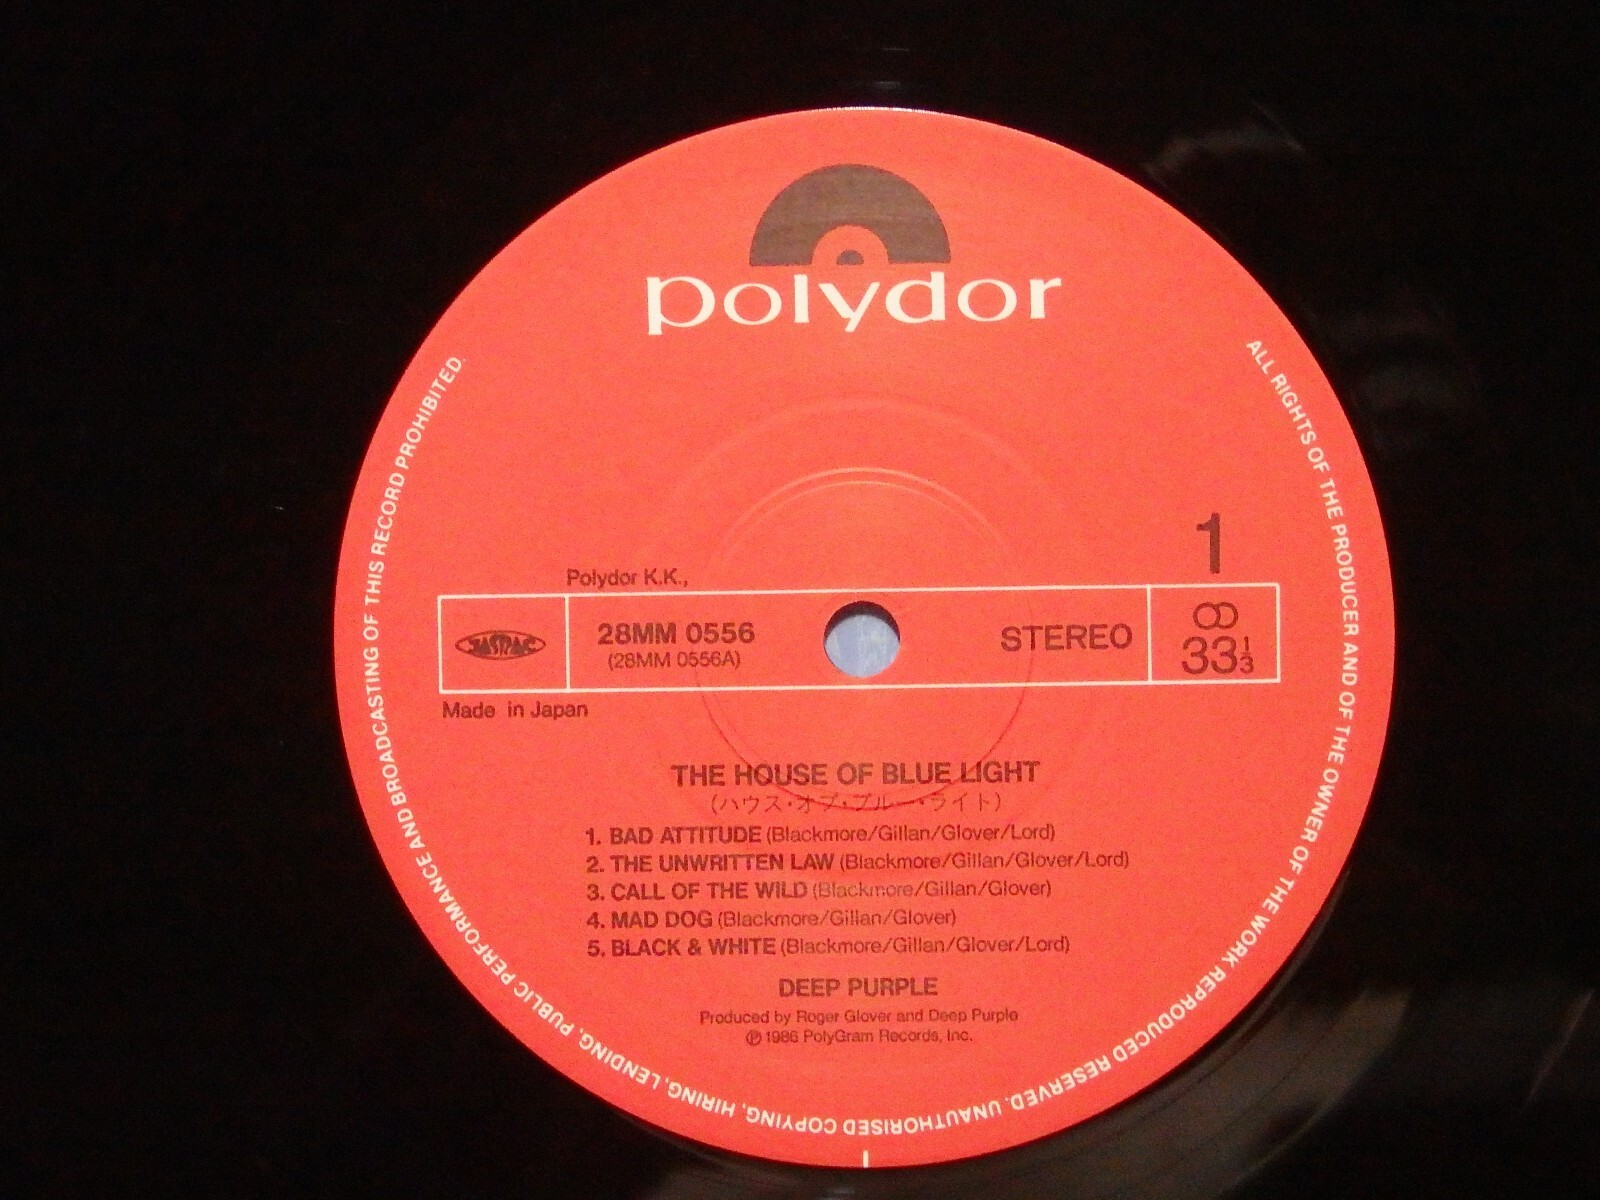 polydor
1
Polydor K.K.,
JASRAC
28MM 0556
(28MM 0556A)
STEREO
33 1/3
Made in Japan
THE HOUSE OF BLUE LIGHT
(ハウス・オブ・ブルー・ライト)
1. BAD ATTITUDE (Blackmore/Gillan/Glover/Lord)
2. THE UNWRITTEN LAW (Blackmore/Gillan/Glover/Lord)
3. CALL OF THE WILD (Blackmore/Gillan/Glover)
4. MAD DOG (Blackmore/Gillan/Glover)
5. BLACK & WHITE (Blackmore/Gillan/Glover/Lord)
DEEP PURPLE
Produced by Roger Glover and Deep Purple
℗ 1986 PolyGram Records, Inc.
ALL RIGHTS OF THE PRODUCER AND OF THE OWNER OF THE WORK REPRODUCED RESERVED. UNAUTHORISED COPYING, HIRING, LENDING, PUBLIC PERFORMANCE AND BROADCASTING OF THIS RECORD PROHIBITED.